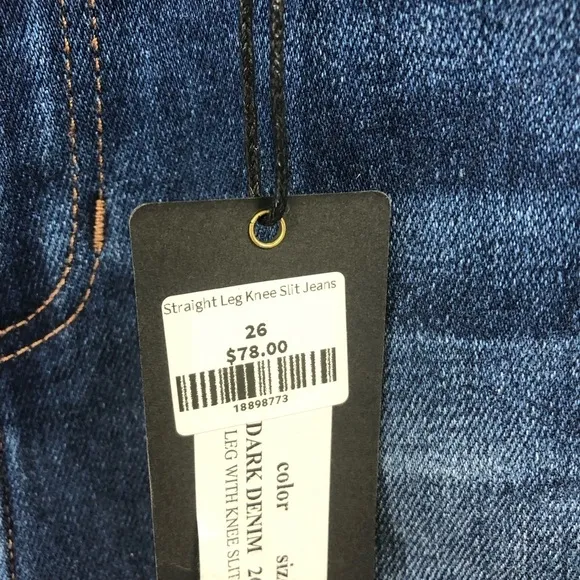 Straight Leg Knee Slit Jeans
26
$78.00
18898773
color
DARK DENIM
LEG WITH KNEE SLIT